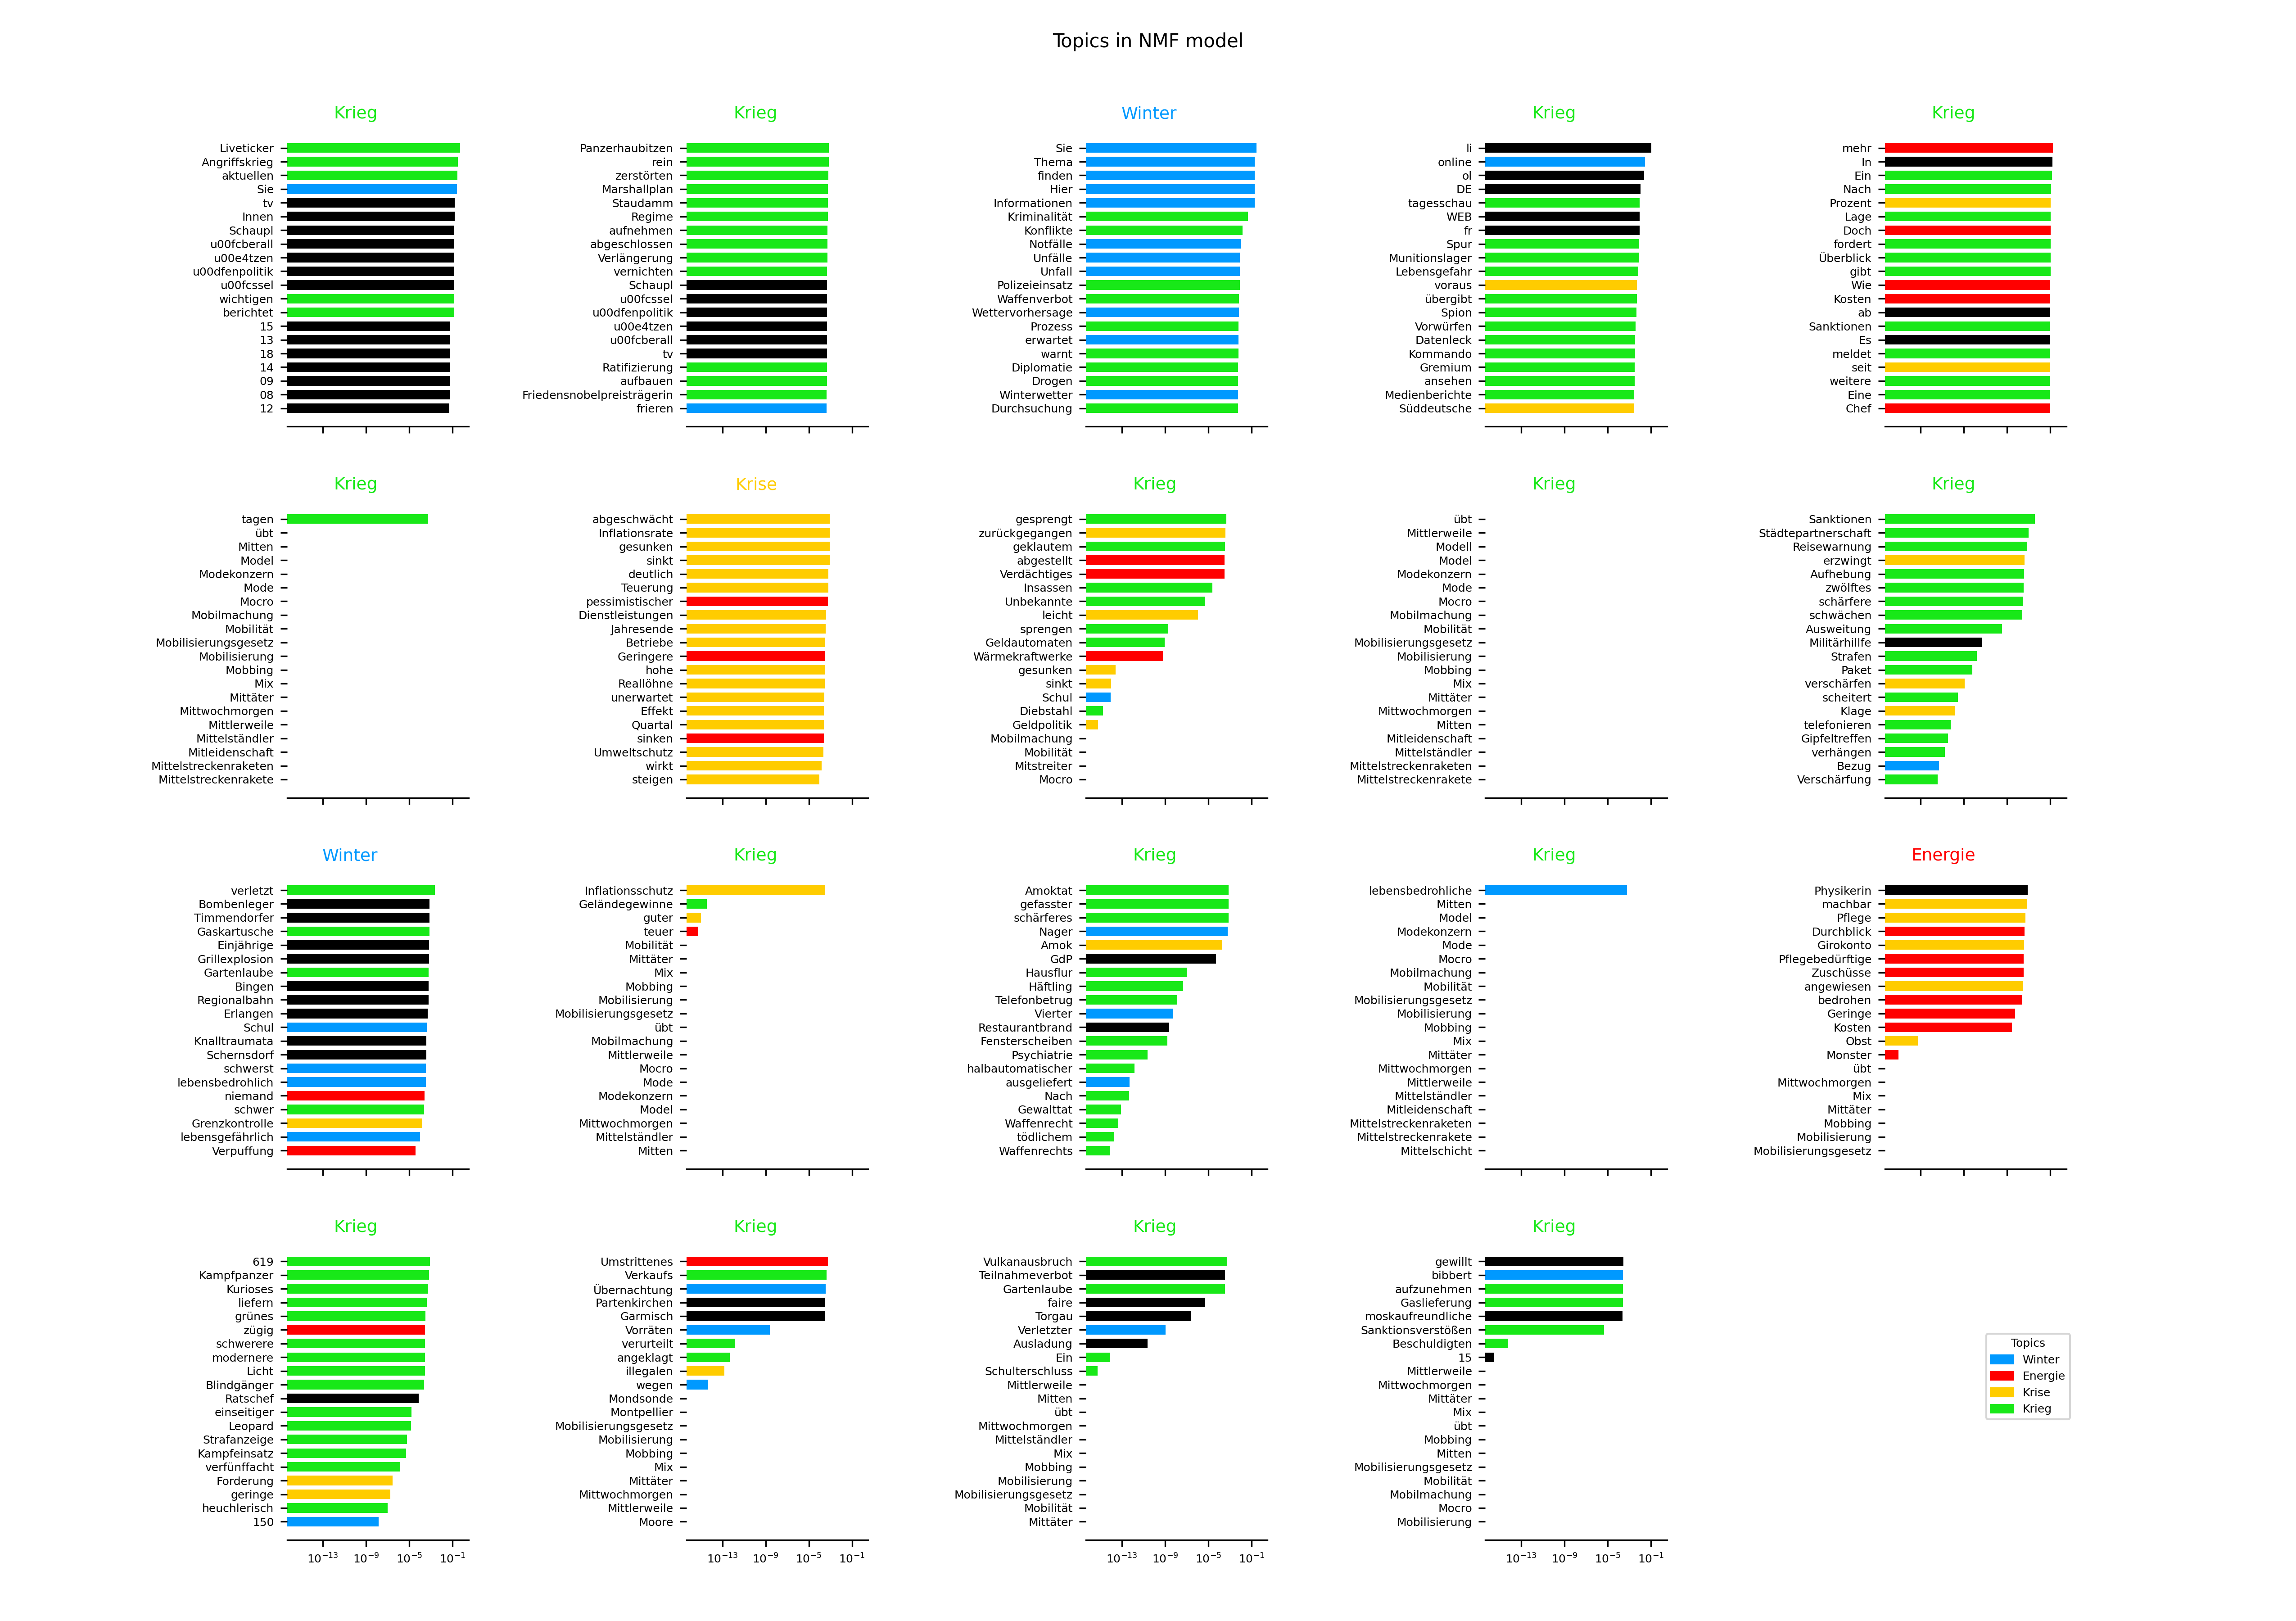 Topics in NMF model
Krieg
Liveticker
Angriffskrieg
aktuellen
Sie
tv
Innen
Schaupl
u00fcberall
u00e4tzen
u00dfenpolitik
u00fcssel
wichtigen
berichtet
15
13
18
14
09
08
12
Krieg
Panzerhaubitzen
rein
zerstörten
Marshallplan
Staudamm
Regime
aufnehmen
abgeschlossen
Verlängerung
vernichten
Schaupl
u00fcssel
u00dfenpolitik
u00e4tzen
u00fcberall
tv
Ratifizierung
aufbauen
Friedensnobelpreisträgerin
frieren
Winter
Sie
Thema
finden
Hier
Informationen
Kriminalität
Konflikte
Notfälle
Unfälle
Unfall
Polizeieinsatz
Waffenverbot
Wettervorhersage
Prozess
erwartet
warnt
Diplomatie
Drogen
Winterwetter
Durchsuchung
Krieg
li
online
ol
DE
tagesschau
WEB
fr
Spur
Munitionslager
Lebensgefahr
voraus
übergibt
Spion
Vorwürfen
Datenleck
Kommando
Gremium
ansehen
Medienberichte
Süddeutsche
Krieg
mehr
In
Ein
Nach
Prozent
Lage
Doch
fordert
Überblick
gibt
Wie
Kosten
ab
Sanktionen
Es
meldet
seit
weitere
Eine
Chef
Krieg
tagen
übt
Mitten
Model
Modekonzern
Mode
Mocro
Mobilmachung
Mobilität
Mobilisierungsgesetz
Mobilisierung
Mobbing
Mix
Mittäter
Mittwochmorgen
Mittlerweile
Mittelständler
Mitleidenschaft
Mittelstreckenraketen
Mittelstreckenrakete
Krise
abgeschwächt
Inflationsrate
gesunken
sinkt
deutlich
Teuerung
pessimistischer
Dienstleistungen
Jahresende
Betriebe
Geringere
hohe
Reallöhne
unerwartet
Effekt
Quartal
sinken
Umweltschutz
wirkt
steigen
Krieg
gesprengt
zurückgegangen
geklautem
abgestellt
Verdächtiges
Insassen
Unbekannte
leicht
sprengen
Geldautomaten
Wärmekraftwerke
gesunken
sinkt
Schul
Diebstahl
Geldpolitik
Mobilmachung
Mobilität
Mitstreiter
Mocro
Krieg
übt
Mittlerweile
Modell
Model
Modekonzern
Mode
Mocro
Mobilmachung
Mobilität
Mobilisierungsgesetz
Mobilisierung
Mobbing
Mix
Mittäter
Mittwochmorgen
Mitten
Mitleidenschaft
Mittelständler
Mittelstreckenraketen
Mittelstreckenrakete
Krieg
Sanktionen
Städtepartnerschaft
Reisewarnung
erzwingt
Aufhebung
zwölftes
schärfere
schwächen
Ausweitung
Militärhillfe
Strafen
Paket
verschärfen
scheitert
Klage
telefonieren
Gipfeltreffen
verhängen
Bezug
Verschärfung
Winter
verletzt
Bombenleger
Timmendorfer
Gaskartusche
Einjährige
Grillexplosion
Gartenlaube
Bingen
Regionalbahn
Erlangen
Schul
Knalltraumata
Schernsdorf
schwerst
lebensbedrohlich
niemand
schwer
Grenzkontrolle
lebensgefährlich
Verpuffung
Krieg
Inflationsschutz
Geländegewinne
guter
teuer
Mobilität
Mittäter
Mix
Mobbing
Mobilisierung
Mobilisierungsgesetz
übt
Mobilmachung
Mittlerweile
Mocro
Mode
Modekonzern
Model
Mittwochmorgen
Mittelständler
Mitten
Krieg
Amoktat
gefasster
schärferes
Nager
Amok
GdP
Hausflur
Häftling
Telefonbetrug
Vierter
Restaurantbrand
Fensterscheiben
Psychiatrie
halbautomatischer
ausgeliefert
Nach
Gewalttat
Waffenrecht
tödlichem
Waffenrechts
Krieg
lebensbedrohliche
Mitten
Model
Modekonzern
Mode
Mocro
Mobilmachung
Mobilität
Mobilisierungsgesetz
Mobilisierung
Mobbing
Mix
Mittäter
Mittwochmorgen
Mittlerweile
Mittelständler
Mitleidenschaft
Mittelstreckenraketen
Mittelstreckenrakete
Mittelschicht
Energie
Physikerin
machbar
Pflege
Durchblick
Girokonto
Pflegebedürftige
Zuschüsse
angewiesen
bedrohen
Geringe
Kosten
Obst
Monster
übt
Mittwochmorgen
Mix
Mittäter
Mobbing
Mobilisierung
Mobilisierungsgesetz
Krieg
619
Kampfpanzer
Kurioses
liefern
grünes
zügig
schwerere
modernere
Licht
Blindgänger
Ratschef
einseitiger
Leopard
Strafanzeige
Kampfeinsatz
verfünffacht
Forderung
geringe
heuchlerisch
150
10⁻¹³ 10⁻⁹ 10⁻⁵ 10⁻¹
Krieg
Umstrittenes
Verkaufs
Übernachtung
Partenkirchen
Garmisch
Vorräten
verurteilt
angeklagt
illegalen
wegen
Mondsonde
Montpellier
Mobilisierungsgesetz
Mobilisierung
Mobbing
Mix
Mittäter
Mittwochmorgen
Mittlerweile
Moore
10⁻¹³ 10⁻⁹ 10⁻⁵ 10⁻¹
Krieg
Vulkanausbruch
Teilnahmeverbot
Gartenlaube
faire
Torgau
Verletzter
Ausladung
Ein
Schulterschluss
Mittlerweile
Mitten
übt
Mittwochmorgen
Mittelständler
Mix
Mobbing
Mobilisierung
Mobilisierungsgesetz
Mobilität
Mittäter
10⁻¹³ 10⁻⁹ 10⁻⁵ 10⁻¹
Krieg
gewillt
bibbert
aufzunehmen
Gaslieferung
moskaufreundliche
Sanktionsverstößen
Beschuldigten
15
Mittlerweile
Mittwochmorgen
Mittäter
Mix
übt
Mobbing
Mitten
Mobilisierungsgesetz
Mobilität
Mobilmachung
Mocro
Mobilisierung
10⁻¹³ 10⁻⁹ 10⁻⁵ 10⁻¹
Topics
Winter
Energie
Krise
Krieg